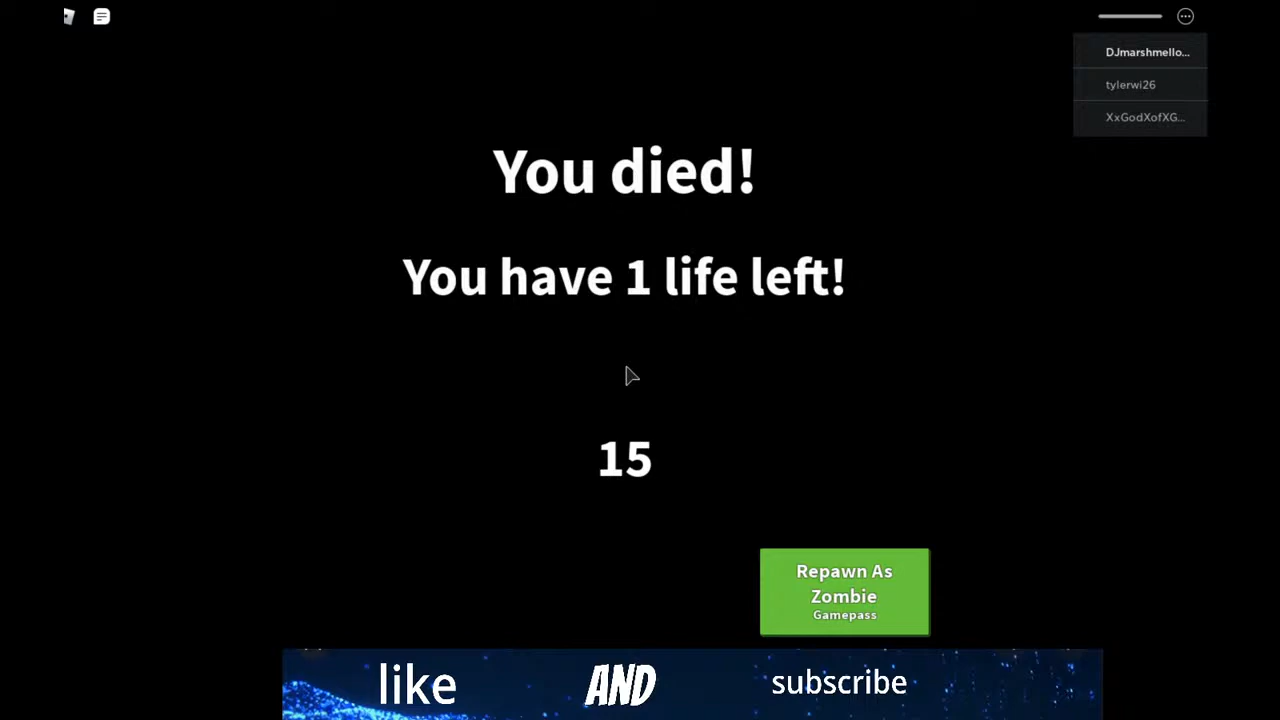 DJmarshmello...
tylerwi26
XxGodXofXG...
You died!
You have 1 life left!
15
Repawn As
Zombie
Gamepass
like AND subscribe